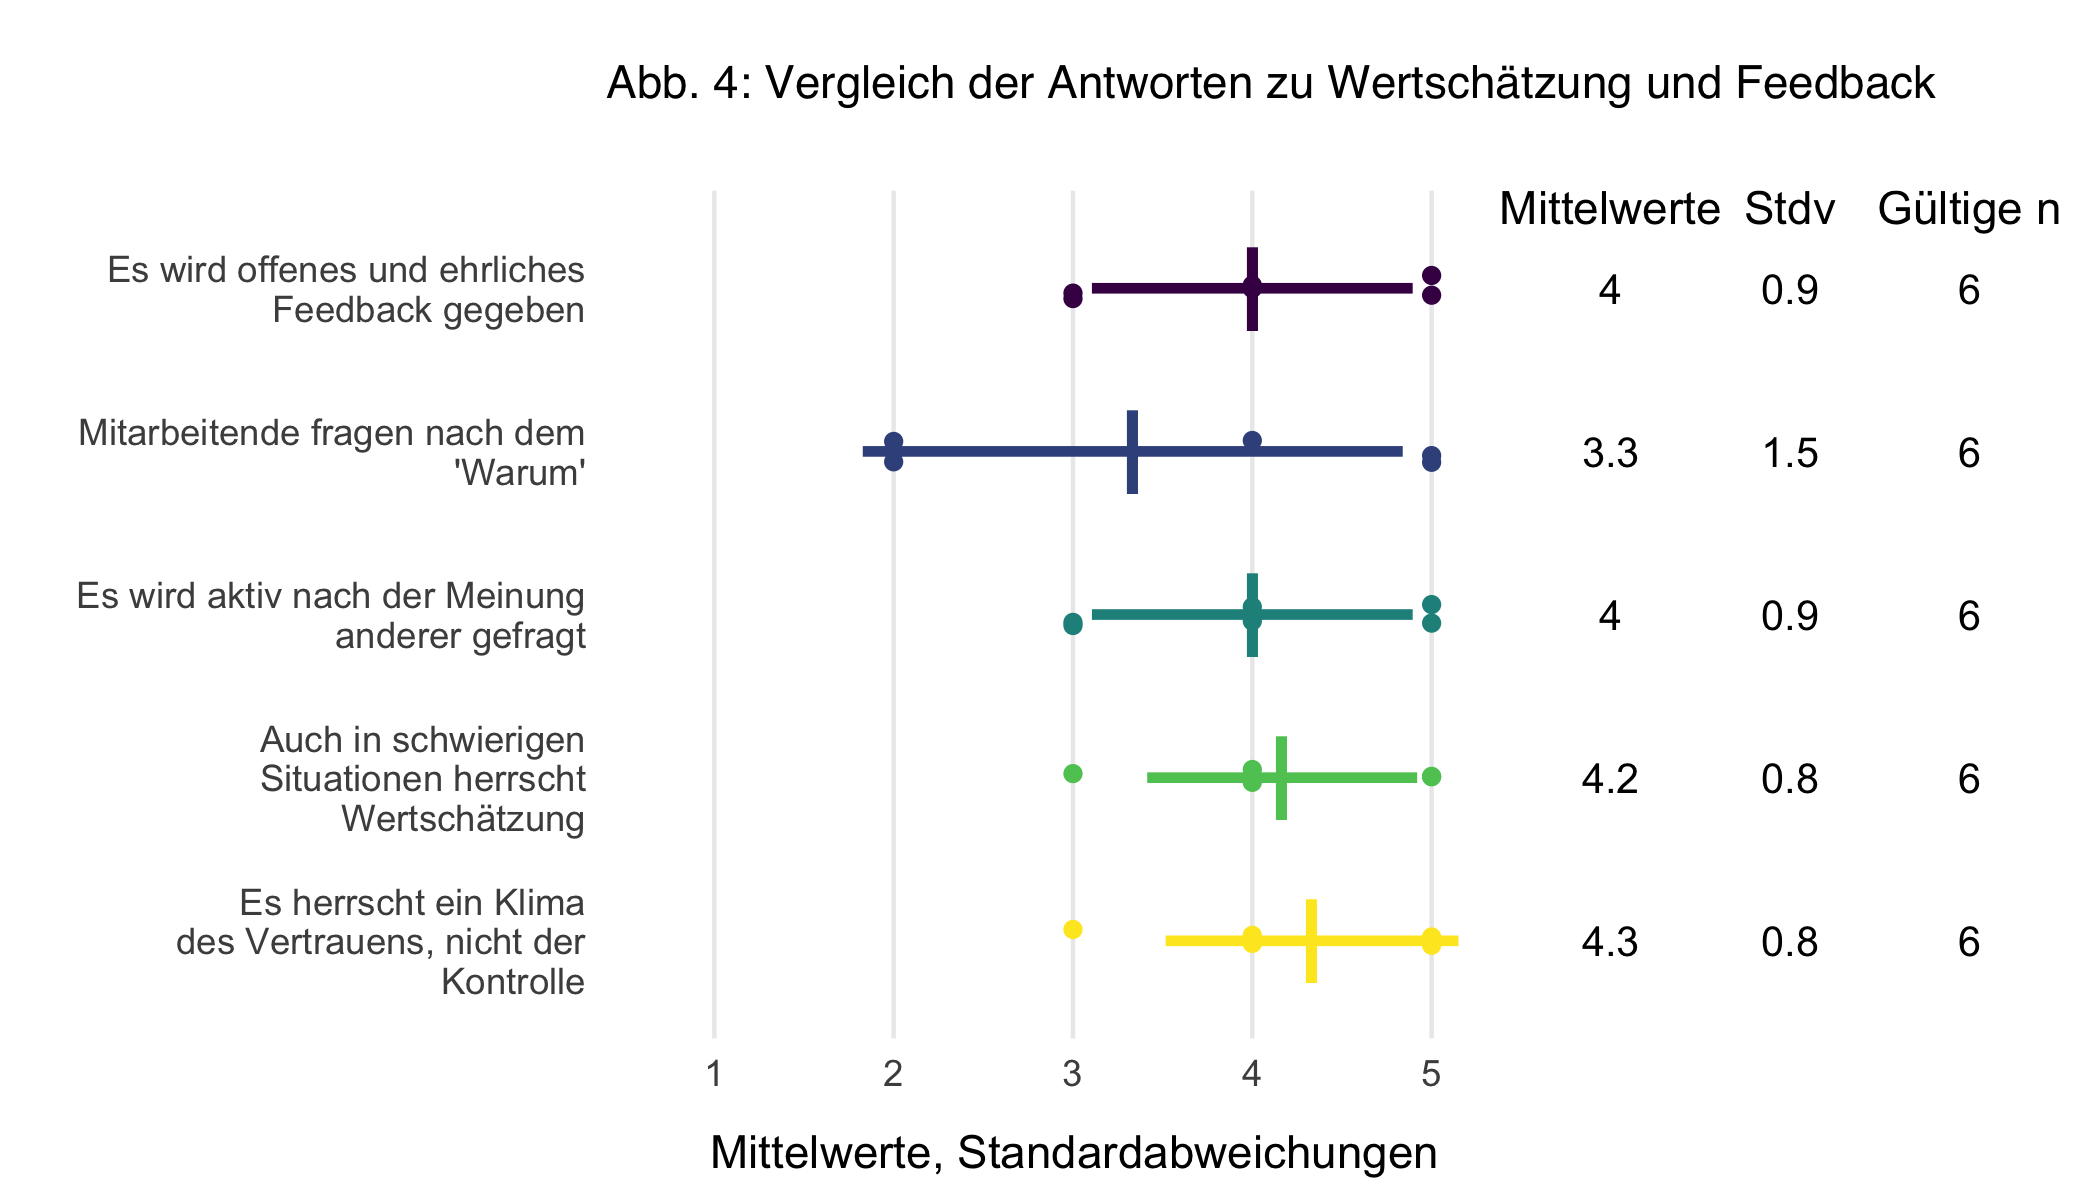 Abb. 4: Vergleich der Antworten zu Wertschätzung und Feedback
Mittelwerte Stdv Gültige n
Es wird offenes und ehrliches
Feedback gegeben
4 0.9 6
Mitarbeitende fragen nach dem
'Warum'
3.3 1.5 6
Es wird aktiv nach der Meinung
anderer gefragt
4 0.9 6
Auch in schwierigen
Situationen herrscht
Wertschätzung
4.2 0.8 6
Es herrscht ein Klima
des Vertrauens, nicht der
Kontrolle
4.3 0.8 6
1 2 3 4 5
Mittelwerte, Standardabweichungen